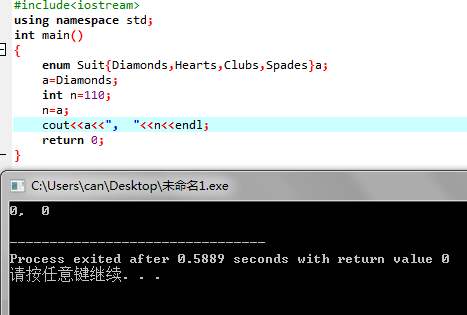 #include<iostream>
using namespace std;
int main()
{
enum Suit{Diamonds,Hearts,Clubs,Spades}a;
a=Diamonds;
int n=110;
n=a;
cout<<a<<",  "<<n<<endl;
return 0;
}
C:\Users\can\Desktop\未命名1.exe
0,  0
--------------------------------
Process exited after 0.5889 seconds with return value 0
请按任意键继续. . .